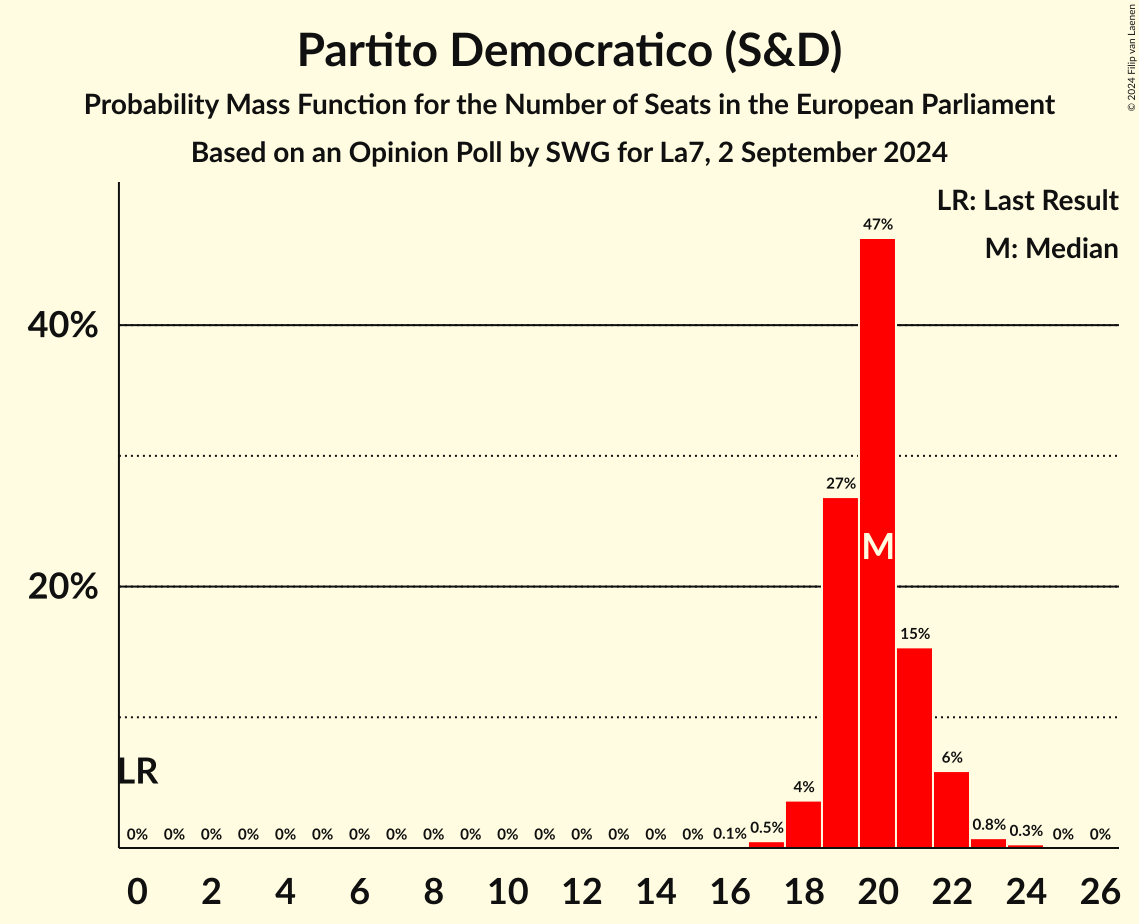 Partito Democratico (S&D)
Probability Mass Function for the Number of Seats in the European Parliament
Based on an Opinion Poll by SWG for La7, 2 September 2024
© 2024 Filip van Laenen
LR: Last Result
M: Median
47%
40%
27%
M
20%
15%
LR
6%
4%
0% 0% 0% 0% 0% 0% 0% 0% 0% 0% 0% 0% 0% 0% 0% 0% 0.1% 0.5% 0.8% 0.3% 0% 0%
0 2 4 6 8 10 12 14 16 18 20 22 24 26